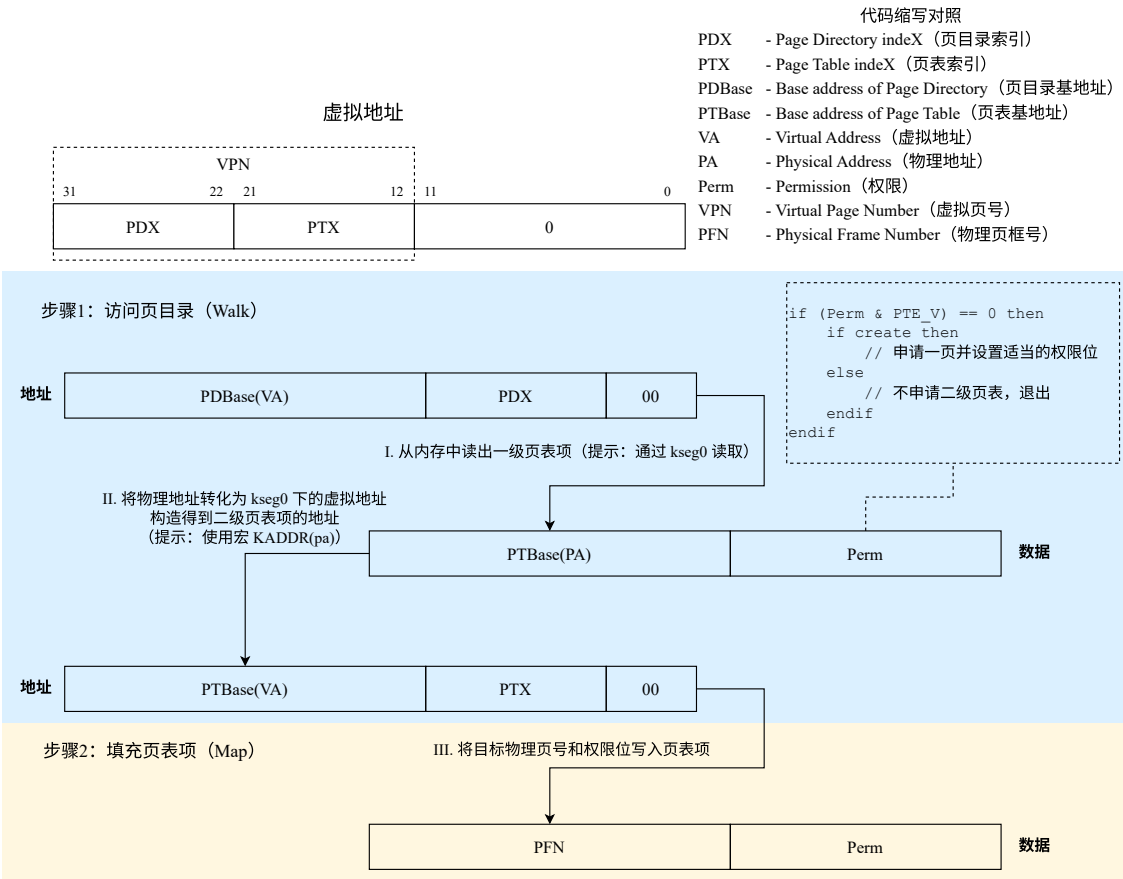 代码缩写对照
PDX - Page Directory indeX（页目录索引）
PTX - Page Table indeX（页表索引）
PDBase - Base address of Page Directory（页目录基地址）
PTBase - Base address of Page Table（页表基地址）
VA - Virtual Address（虚拟地址）
PA - Physical Address（物理地址）
Perm - Permission（权限）
VPN - Virtual Page Number（虚拟页号）
PFN - Physical Frame Number（物理页框号）
虚拟地址
VPN
31 22 21 12 11 0
PDX PTX 0
步骤1：访问页目录（Walk）
if (Perm & PTE_V) == 0 then
if create then
// 申请一页并设置适当的权限位
else
// 不申请二级页表，退出
endif
endif
地址 PDBase(VA) PDX 00
I. 从内存中读出一级页表项（提示：通过 kseg0 读取）
II. 将物理地址转化为 kseg0 下的虚拟地址
构造得到二级页表项的地址
（提示：使用宏 KADDR(pa)）
PTBase(PA) Perm 数据
地址 PTBase(VA) PTX 00
步骤2：填充页表项（Map）
III. 将目标物理页号和权限位写入页表项
PFN Perm 数据